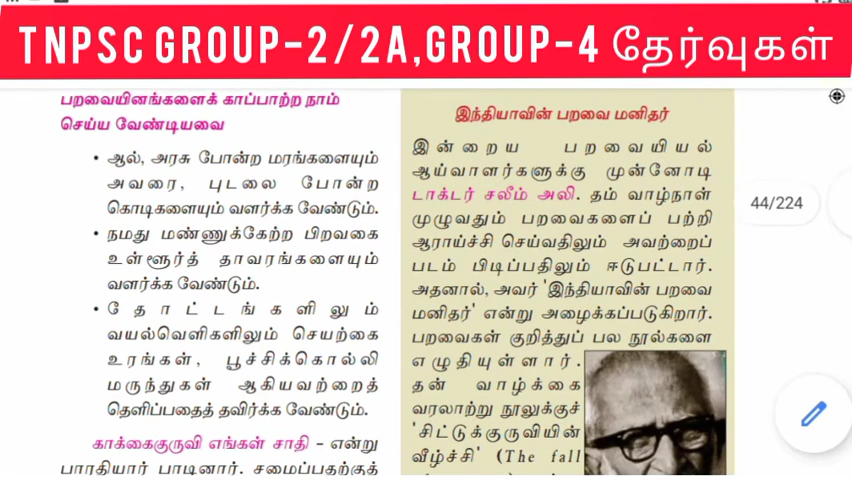 TNPSC GROUP-2/2A,GROUP-4 தேர்வுகள்
பறவையினங்களைக் காப்பாற்ற நாம்
செய்ய வேண்டியவை
• ஆல், அரசு போன்ற மரங்களையும்
அவரை, புடலை போன்ற
கொடிகளையும் வளர்க்க வேண்டும்.
• நமது மண்ணுக்கேற்ற பிறவகை
உள்ளூர்த் தாவரங்களையும்
வளர்க்க வேண்டும்.
• தோட்டங்களிலும்
வயல்வெளிகளிலும் செயற்கை
உரங்கள், பூச்சிக்கொல்லி
மருந்துகள் ஆகியவற்றைத்
தெளிப்பதைத் தவிர்க்க வேண்டும்.
காக்கைகுருவி எங்கள் சாதி – என்று
பாரதியார் பாடினார். சமைப்பதற்குத்
இந்தியாவின் பறவை மனிதர்
இன்றைய பறவையியல்
ஆய்வாளர்களுக்கு முன்னோடி
டாக்டர் சலீம் அலி. தம் வாழ்நாள்
முழுவதும் பறவைகளைப் பற்றி
ஆராய்ச்சி செய்வதிலும் அவற்றைப்
படம் பிடிப்பதிலும் ஈடுபட்டார்.
அதனால், அவர் 'இந்தியாவின் பறவை
மனிதர்' என்று அழைக்கப்படுகிறார்.
பறவைகள் குறித்துப் பல நூல்களை
எழுதியுள்ளார்.
தன் வாழ்க்கை
வரலாற்று நூலுக்குச்
'சிட்டுக்குருவியின்
வீழ்ச்சி' (The fall
44/224